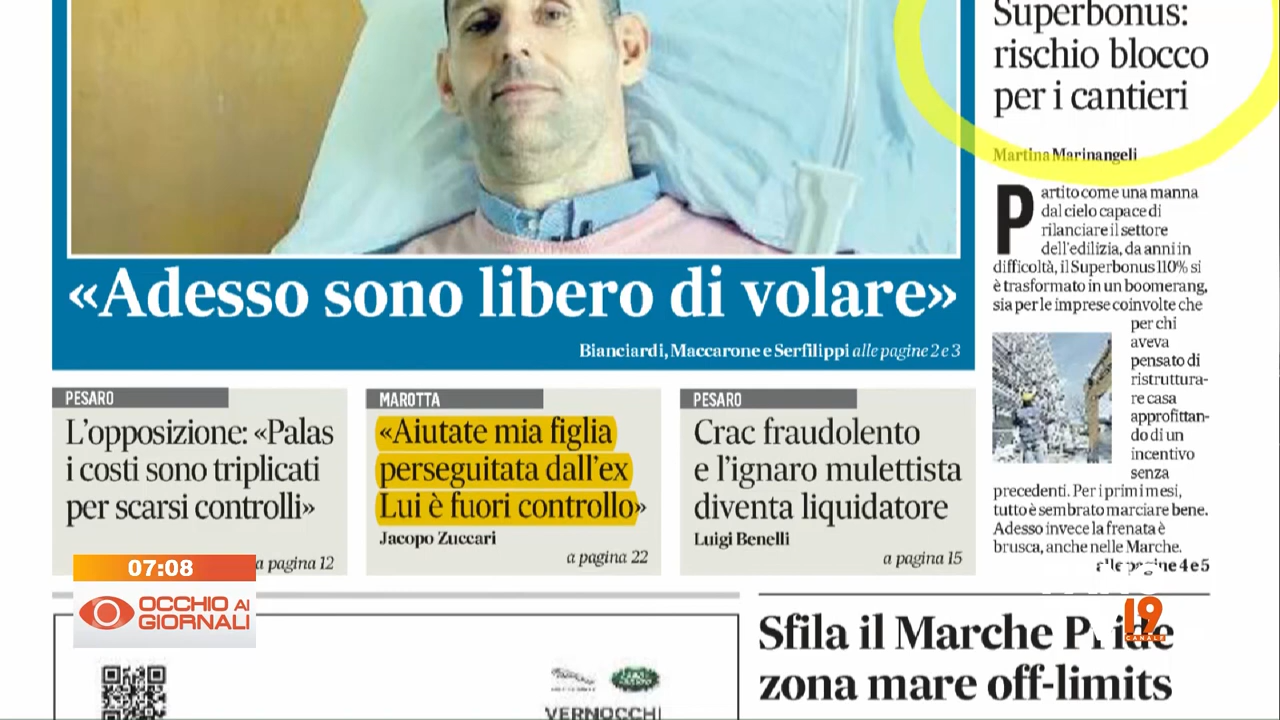 Superbonus:
rischio blocco
per i cantieri
Martina Marinangeli
Partito come una manna
dal cielo capace di
rilanciare il settore
dell'edilizia, da anni in
difficoltà, il Superbonus 110% si
è trasformato in un boomerang,
sia per le imprese coinvolte che
per chi
aveva
pensato di
ristruttura-
re casa
approfittan-
do di un
incentivo
senza
precedenti. Per i primi mesi,
tutto è sembrato marciare bene.
Adesso invece la frenata è
brusca, anche nelle Marche.
alle pagine 4 e 5
«Adesso sono libero di volare»
Bianciardi, Maccarone e Serfilippi alle pagine 2 e 3
PESARO
L'opposizione: «Palas
i costi sono triplicati
per scarsi controlli»
a pagina 12
MAROTTA
«Aiutate mia figlia
perseguitata dall'ex
Lui è fuori controllo»
Jacopo Zuccari
a pagina 22
PESARO
Crac fraudolento
e l'ignaro mulettista
diventa liquidatore
Luigi Benelli
a pagina 15
07:08
OCCHIO AI
GIORNALI
19
CANALE
Sfila il Marche Pride
zona mare off-limits
VERNOCCHI